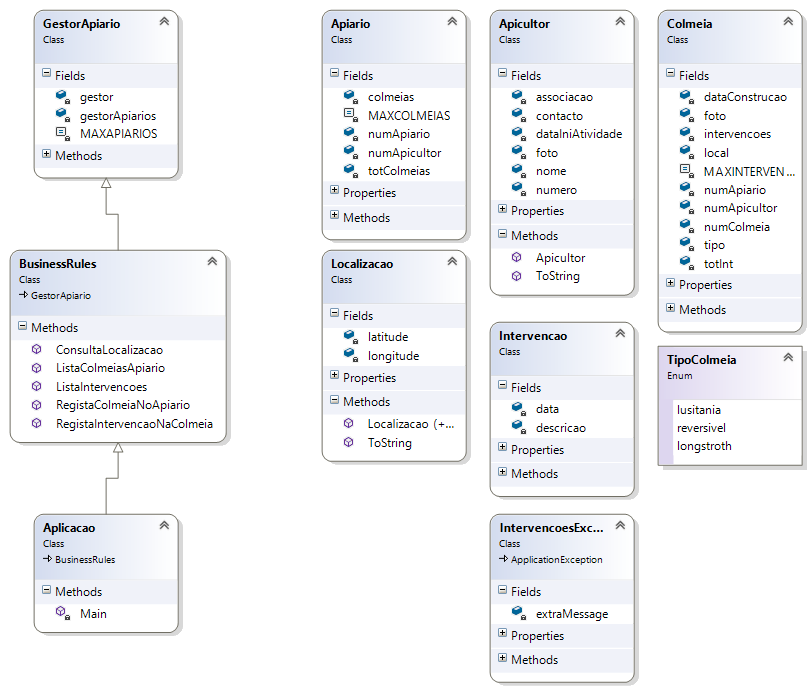 GestorApiario
Class
Fields
gestor
gestorApiarios
MAXAPIARIOS
Methods
BusinessRules
Class
GestorApiario
Methods
ConsultaLocalizacao
ListaColmeiasApiario
ListaIntervencoes
RegistaColmeiaNoApiario
RegistaIntervencaoNaColmeia
Aplicacao
Class
BusinessRules
Methods
Main
Apiario
Class
Fields
colmeias
MAXCOLMEIAS
numApiario
numApicultor
totColmeias
Properties
Methods
Localizacao
Class
Fields
latitude
longitude
Properties
Methods
Localizacao (+...
ToString
Apicultor
Class
Fields
associacao
contacto
dataIniAtividade
foto
nome
numero
Properties
Methods
Apicultor
ToString
Intervencao
Class
Fields
data
descricao
Properties
Methods
IntervencoesExc...
Class
ApplicationException
Fields
extraMessage
Properties
Methods
Colmeia
Class
Fields
dataConstrucao
foto
intervencoes
local
MAXINTERVEN...
numApiario
numApicultor
numColmeia
tipo
totInt
Properties
Methods
TipoColmeia
Enum
lusitania
reversivel
longstroth